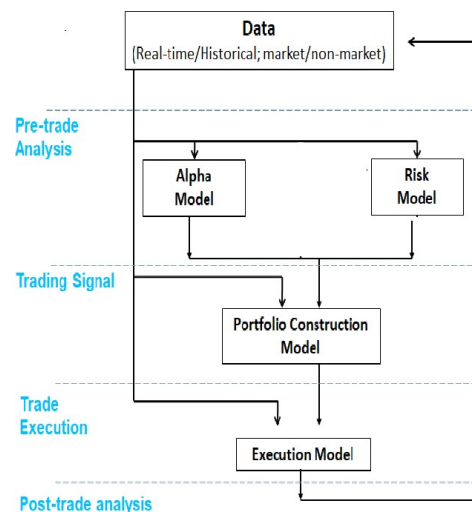 Data
(Real-time/Historical; market/non-market)
Pre-trade
Analysis
Alpha
Model
Risk
Model
Trading Signal
Portfolio Construction
Model
Trade
Execution
Execution Model
Post-trade analysis